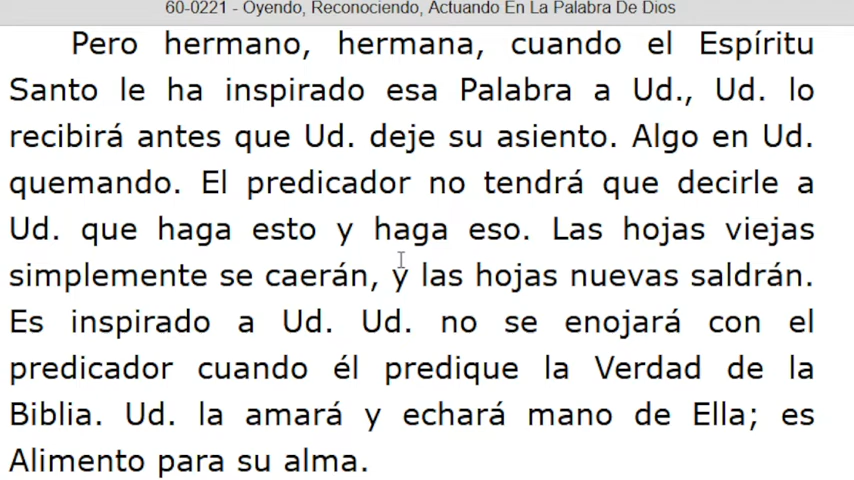 60-0221 - Oyendo, Reconociendo, Actuando En La Palabra De Dios
Pero hermano, hermana, cuando el Espíritu
Santo le ha inspirado esa Palabra a Ud., Ud. lo
recibirá antes que Ud. deje su asiento. Algo en Ud.
quemando. El predicador no tendrá que decirle a
Ud. que haga esto y haga eso. Las hojas viejas
simplemente se caerán, y las hojas nuevas saldrán.
Es inspirado a Ud. Ud. no se enojará con el
predicador cuando él predique la Verdad de la
Biblia. Ud. la amará y echará mano de Ella; es
Alimento para su alma.